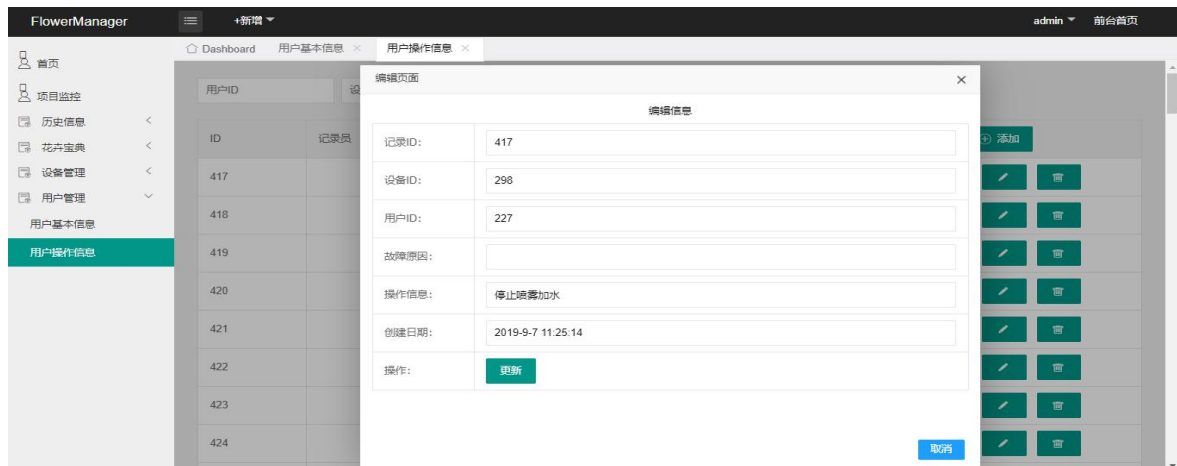 FlowerManager +新增 admin 前台首页
Dashboard 用户基本信息 × 用户操作信息 ×
首页
项目监控
历史信息
花卉宝典
设备管理
用户管理
用户基本信息
用户操作信息
用户ID 设
ID 记录员 添加
417
418
419
420
421
422
423
424
编辑页面 ×
编辑信息
记录ID: 417
设备ID: 298
用户ID: 227
故障原因:
操作信息: 停止喷雾加水
创建日期: 2019-9-7 11:25:14
操作: 更新
取消